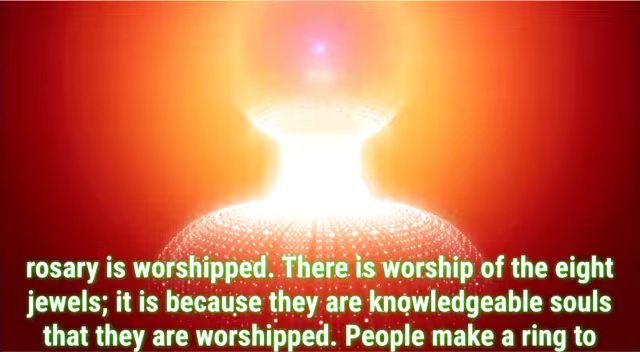 rosary is worshipped. There is worship of the eight
jewels; it is because they are knowledgeable souls
that they are worshipped. People make a ring to